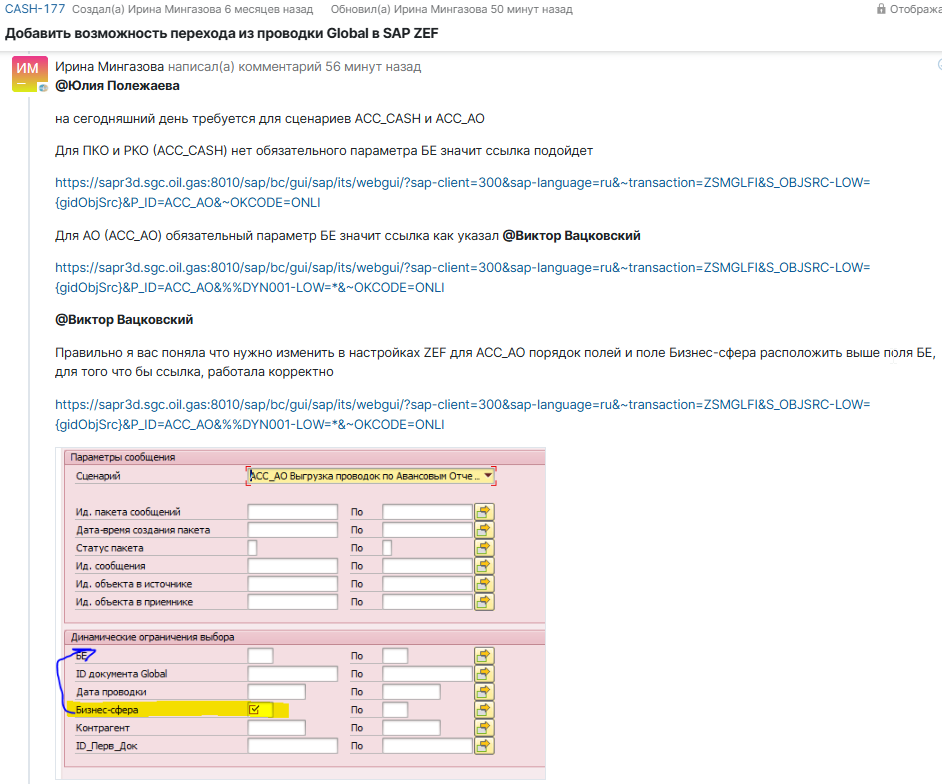 CASH-177 Создал(а) Ирина Мингазова 6 месяцев назад Обновил(а) Ирина Мингазова 50 минут назад
Добавить возможность перехода из проводки Global в SAP ZEF
ИМ
Ирина Мингазова написал(а) комментарий 56 минут назад
@Юлия Полежаева
на сегодняшний день требуется для сценариев ACC_CASH и ACC_AO
Для ПКО и РКО (ACC_CASH) нет обязательного параметра БЕ значит ссылка подойдет
https://sapr3d.sgc.oil.gas:8010/sap/bc/gui/sap/its/webgui/?sap-client=300&sap-language=ru&~transaction=ZSMGLFI&S_OBJSRC-LOW=
{gidObjSrc}&P_ID=ACC_AO&~OKCODE=ONLI
Для АО (ACC_AO) обязательный параметр БЕ значит ссылка как указал @Виктор Вацковский
https://sapr3d.sgc.oil.gas:8010/sap/bc/gui/sap/its/webgui/?sap-client=300&sap-language=ru&~transaction=ZSMGLFI&S_OBJSRC-LOW=
{gidObjSrc}&P_ID=ACC_AO&%%DYN001-LOW=*&~OKCODE=ONLI
@Виктор Вацковский
Правильно я вас поняла что нужно изменить в настройках ZEF для ACC_AO порядок полей и поле Бизнес-сфера расположить выше поля БЕ,
для того что бы ссылка, работала корректно
https://sapr3d.sgc.oil.gas:8010/sap/bc/gui/sap/its/webgui/?sap-client=300&sap-language=ru&~transaction=ZSMGLFI&S_OBJSRC-LOW=
{gidObjSrc}&P_ID=ACC_AO&%%DYN001-LOW=*&~OKCODE=ONLI
Параметры сообщения
Сценарий ACC_AO Выгрузка проводок по Авансовым Отче ..
Ид. пакета сообщений По
Дата-время создания пакета По
Статус пакета По
Ид. сообщения По
Ид. объекта в источнике По
Ид. объекта в приемнике По
Динамические ограничения выбора
БЕ По
ID документа Global По
Дата проводки По
Бизнес-сфера По
Контрагент По
ID_Перв_Док По